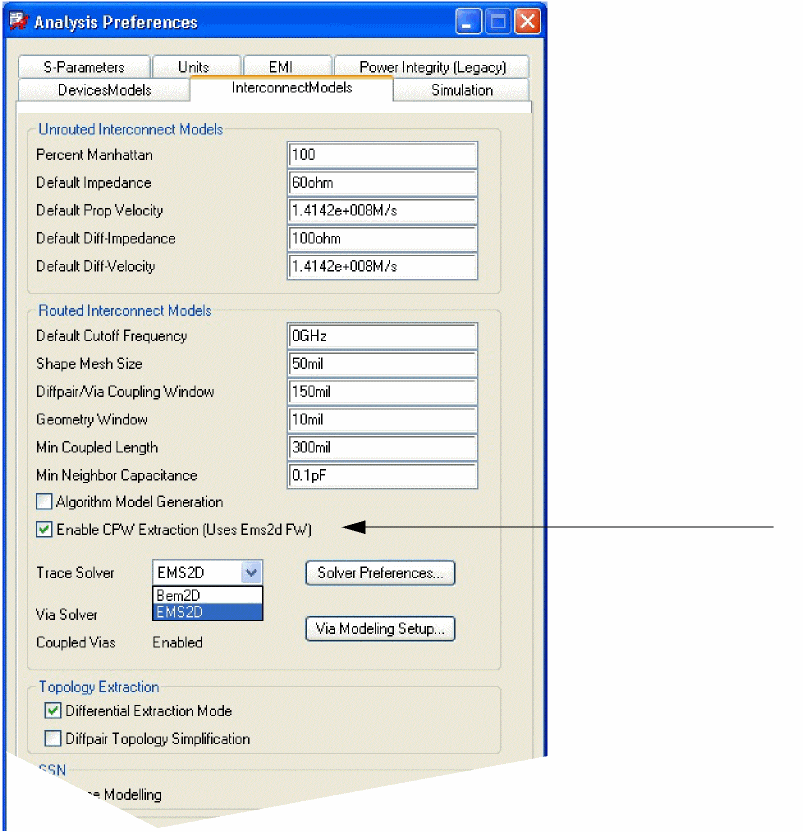 Analysis Preferences
S-Parameters Units EMI Power Integrity (Legacy)
DevicesModels InterconnectModels Simulation
Unrouted Interconnect Models
Percent Manhattan 100
Default Impedance 60ohm
Default Prop Velocity 1.4142e+008M/s
Default Diff-Impedance 100ohm
Default Diff-Velocity 1.4142e+008M/s
Routed Interconnect Models
Default Cutoff Frequency 0GHz
Shape Mesh Size 50mil
Diffpair/Via Coupling Window 150mil
Geometry Window 10mil
Min Coupled Length 300mil
Min Neighbor Capacitance 0.1pF
Algorithm Model Generation
Enable CPW Extraction (Uses Ems2d FW)
Trace Solver EMS2D Solver Preferences...
Bem2D
EMS2D
Via Solver Via Modeling Setup...
Coupled Vias Enabled
Topology Extraction
Differential Extraction Mode
Diffpair Topology Simplification
SSN
Modelling